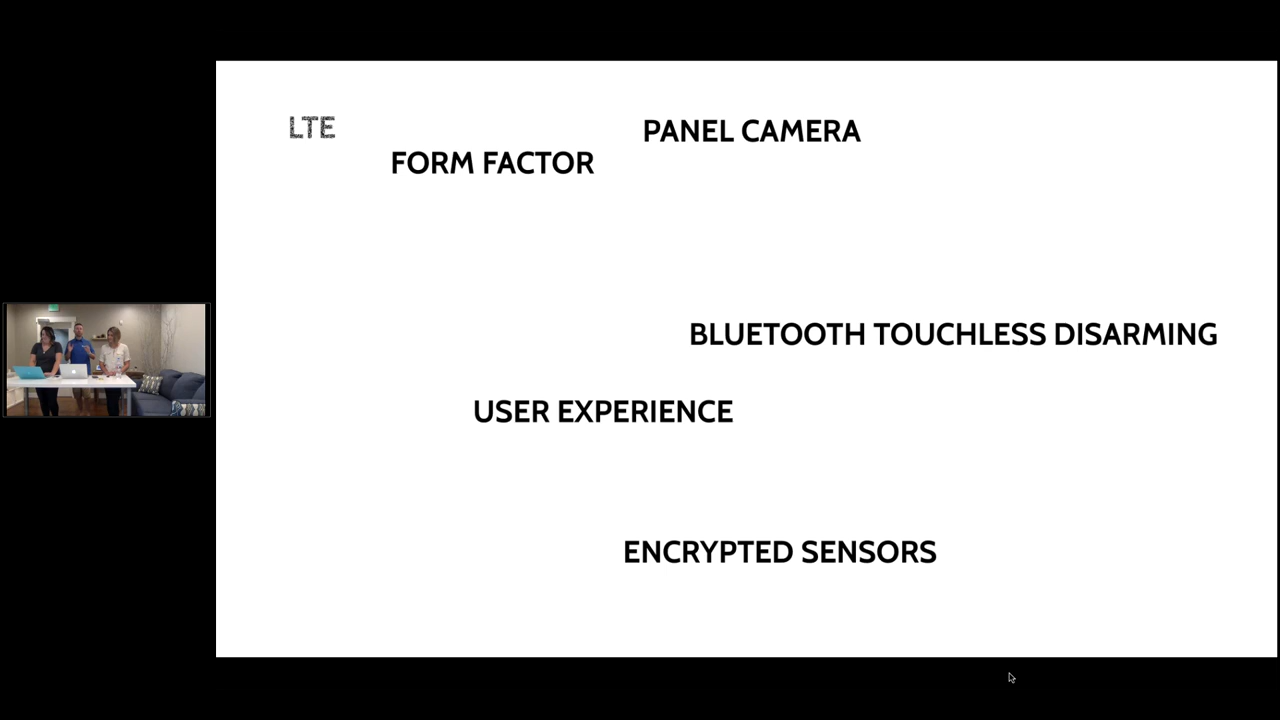 LTE
PANEL CAMERA
FORM FACTOR
BLUETOOTH TOUCHLESS DISARMING
USER EXPERIENCE
ENCRYPTED SENSORS